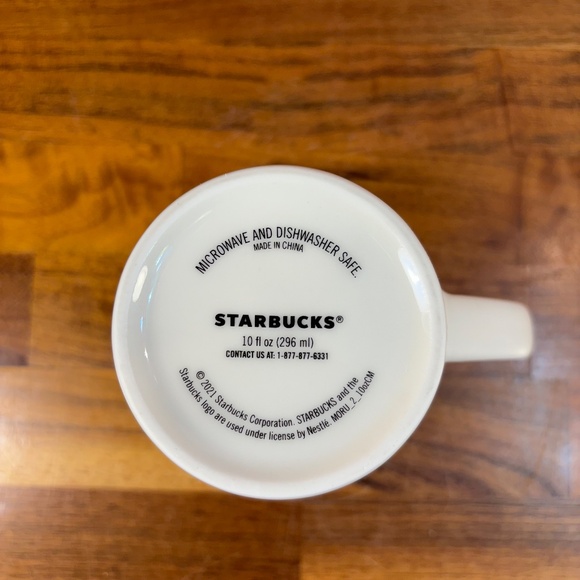 MICROWAVE AND DISHWASHER SAFE.
MADE IN CHINA
STARBUCKS®
10 fl oz (296 ml)
CONTACT US AT: 1-877-877-6331
© 2021 Starbucks Corporation. STARBUCKS and the
Starbucks logo are used under license by Nestlé. MORU_2_10ozCM